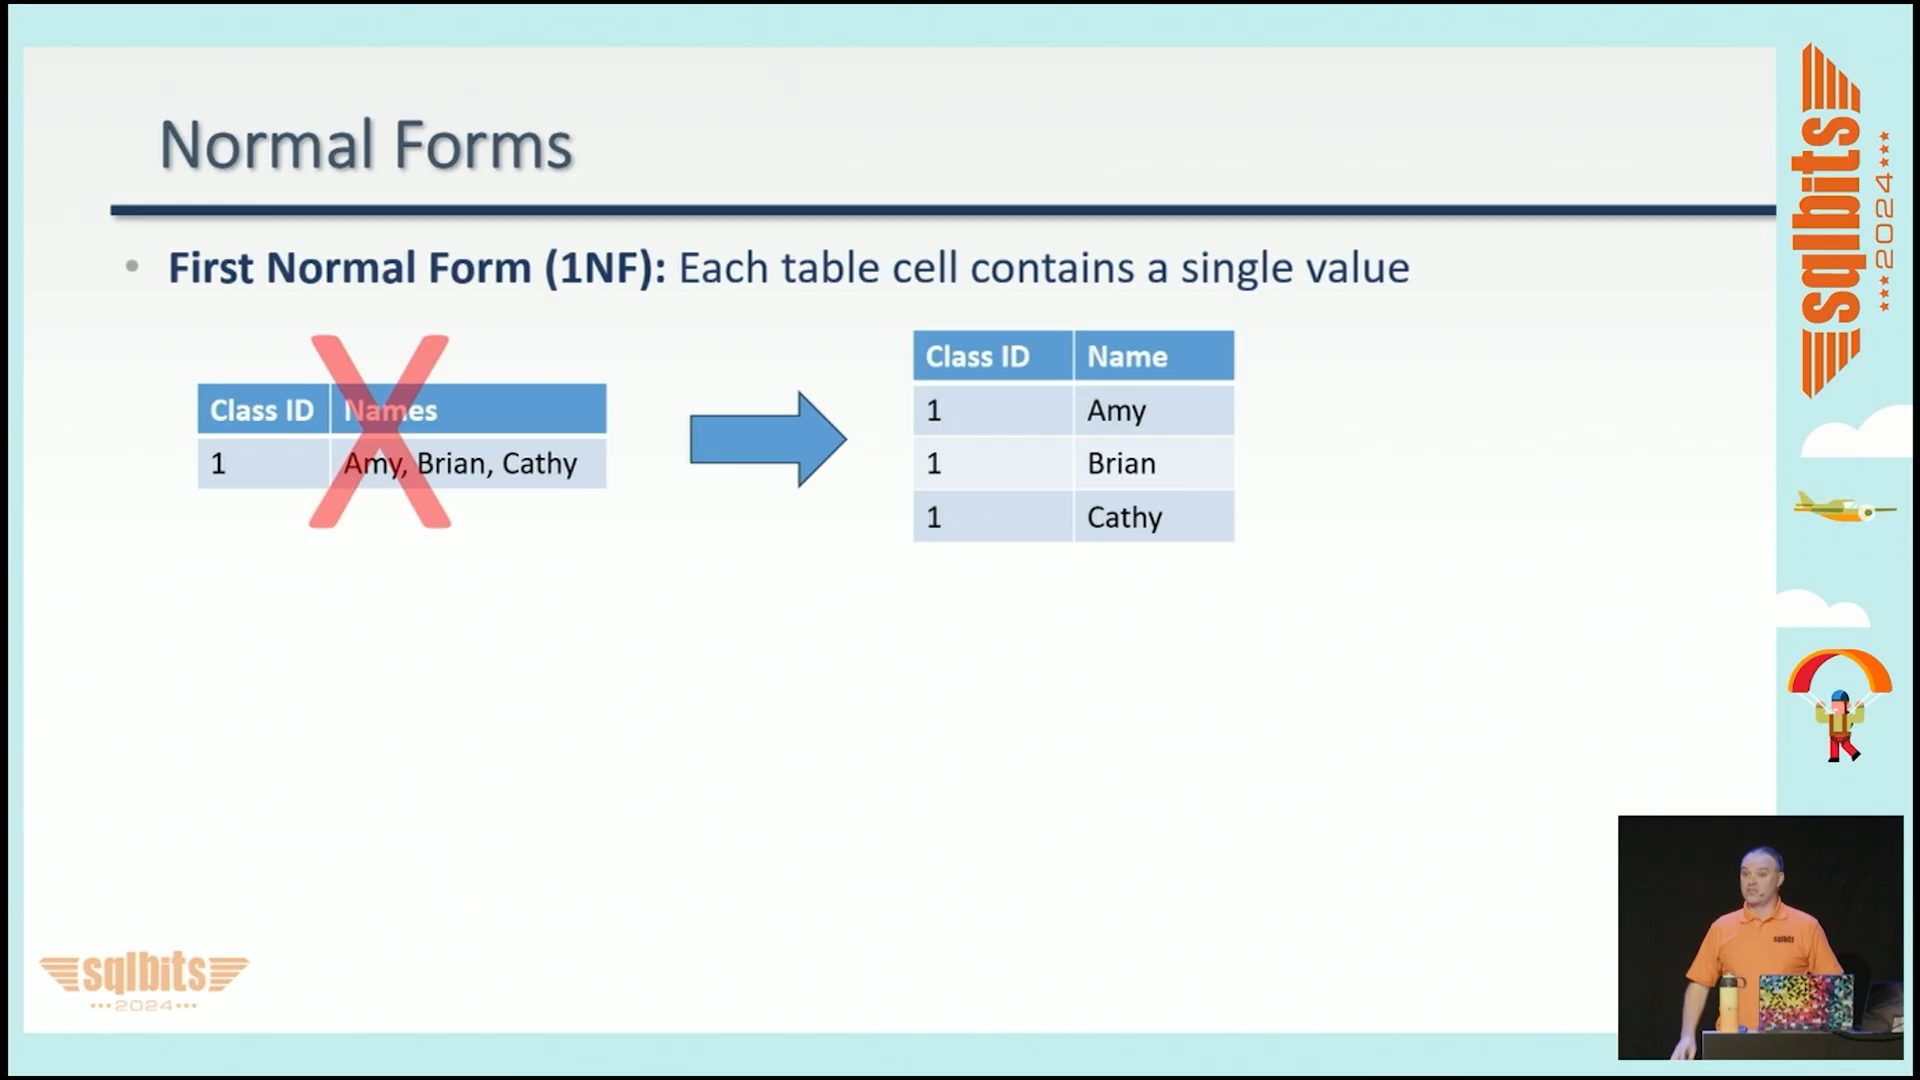 Normal Forms
• First Normal Form (1NF): Each table cell contains a single value
Class ID Names
1 Amy, Brian, Cathy
Class ID Name
1 Amy
1 Brian
1 Cathy
sqlbits
2024
sqlbits
2024
sqlbits